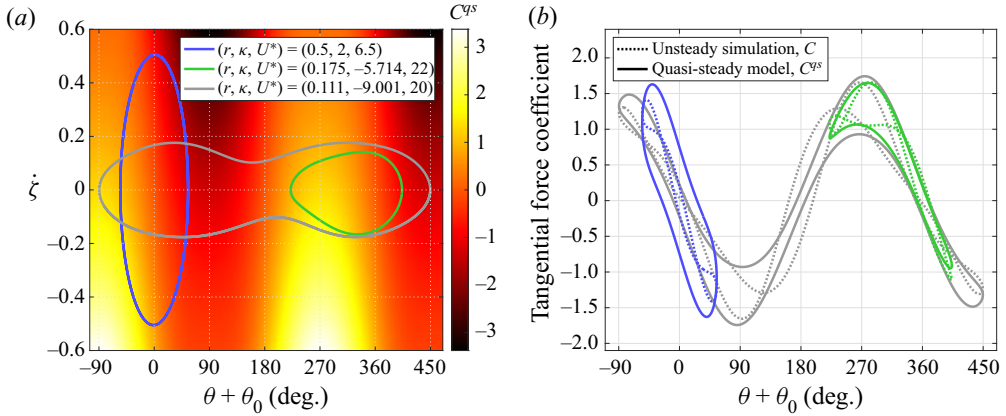 (a)
C^qs
0.6
0.4
0.2
0
−0.2
−0.4
−0.6
ζ̇
(r, κ, U*) = (0.5, 2, 6.5)
(r, κ, U*) = (0.175, −5.714, 22)
(r, κ, U*) = (0.111, −9.001, 20)
3
2
1
0
−1
−2
−3
−90 0 90 180 270 360 450
θ + θ₀ (deg.)
(b)
Tangential force coefficient
2.0
1.5
1.0
0.5
0
−0.5
−1.0
−1.5
−2.0
Unsteady simulation, C
Quasi-steady model, C^qs
−90 0 90 180 270 360 450
θ + θ₀ (deg.)